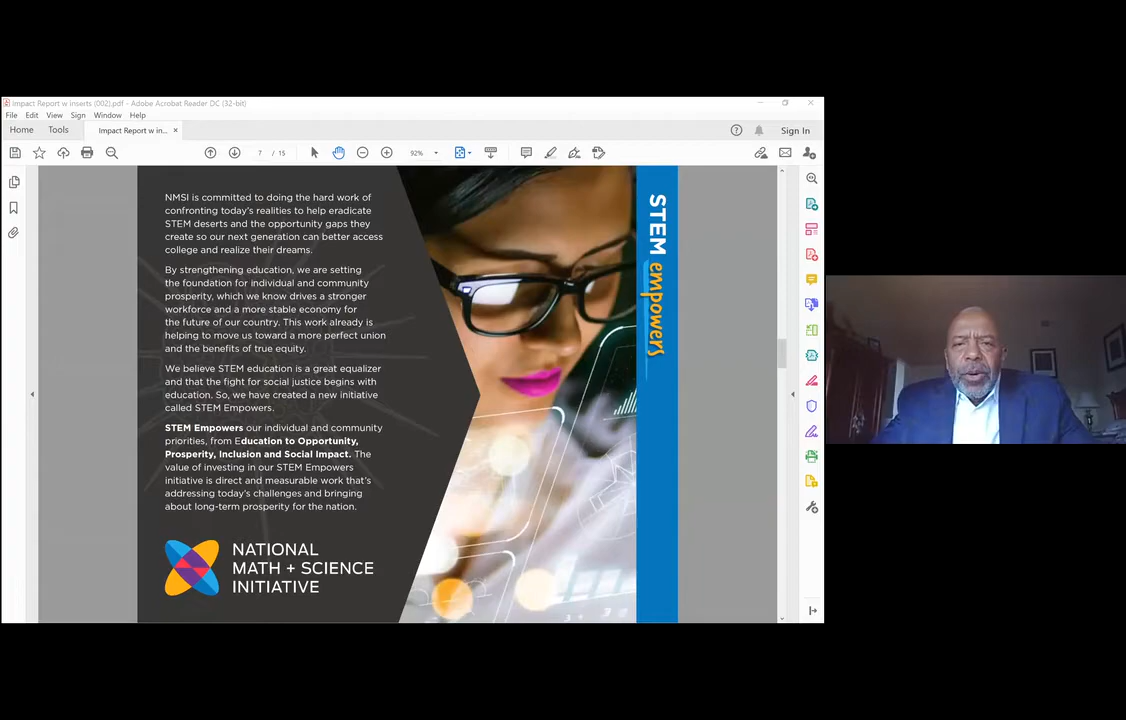 Impact Report w inserts (002).pdf - Adobe Acrobat Reader DC (32-bit)
File Edit View Sign Window Help
Home Tools Impact Report w in... × Sign In
7 / 15 92%
NMSI is committed to doing the hard work of
confronting today's realities to help eradicate
STEM deserts and the opportunity gaps they
create so our next generation can better access
college and realize their dreams.
By strengthening education, we are setting
the foundation for individual and community
prosperity, which we know drives a stronger
workforce and a more stable economy for
the future of our country. This work already is
helping to move us toward a more perfect union
and the benefits of true equity.
We believe STEM education is a great equalizer
and that the fight for social justice begins with
education. So, we have created a new initiative
called STEM Empowers.
STEM Empowers our individual and community
priorities, from Education to Opportunity,
Prosperity, Inclusion and Social Impact. The
value of investing in our STEM Empowers
initiative is direct and measurable work that's
addressing today's challenges and bringing
about long-term prosperity for the nation.
NATIONAL
MATH + SCIENCE
INITIATIVE
STEM empowers